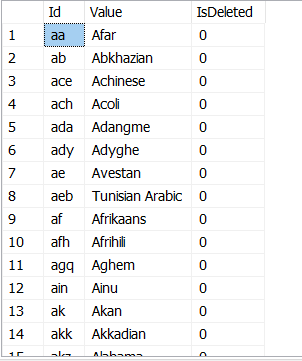 Id Value IsDeleted
1 aa Afar 0
2 ab Abkhazian 0
3 ace Achinese 0
4 ach Acoli 0
5 ada Adangme 0
6 ady Adyghe 0
7 ae Avestan 0
8 aeb Tunisian Arabic 0
9 af Afrikaans 0
10 afh Afrihili 0
11 agq Aghem 0
12 ain Ainu 0
13 ak Akan 0
14 akk Akkadian 0
15 akz Alabama 0